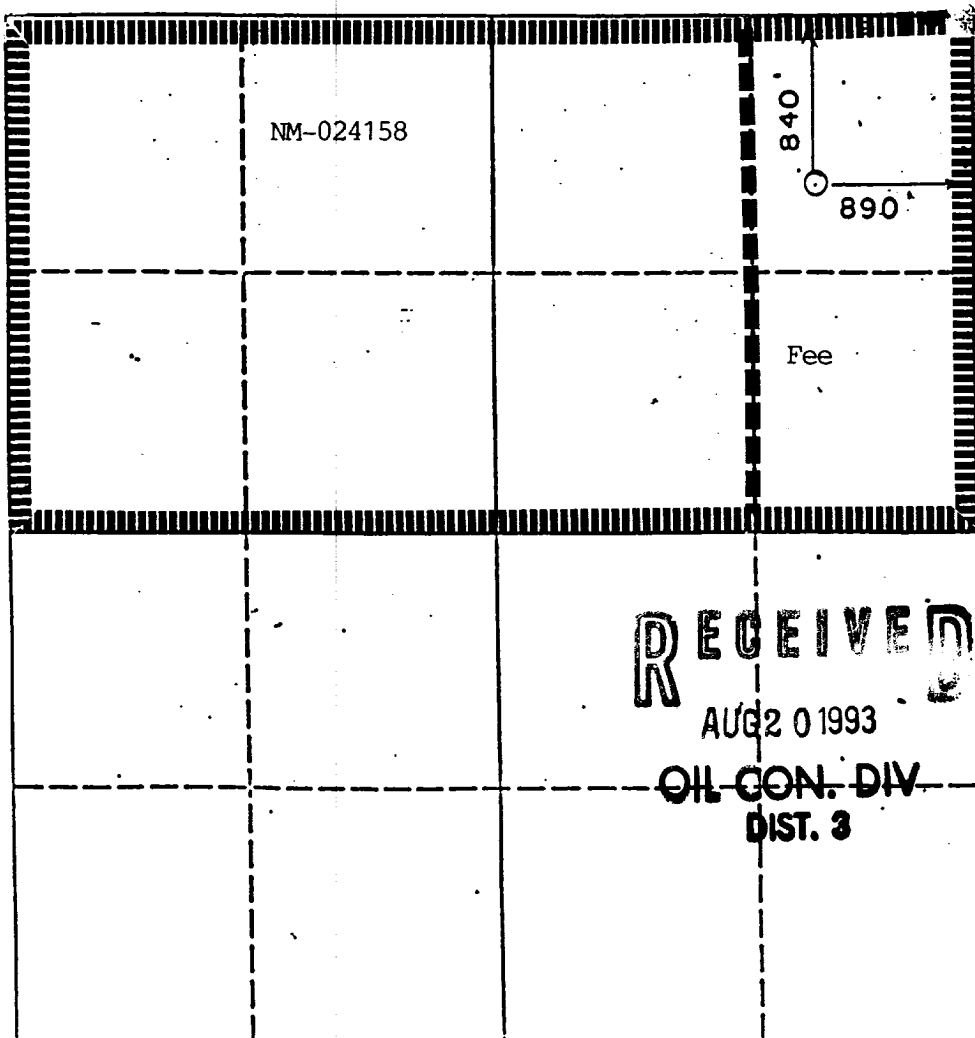 NM-024158
840'
890'
Fee
RECEIVED
AUG 2 0 1993
OIL CON. DIV
DIST. 3